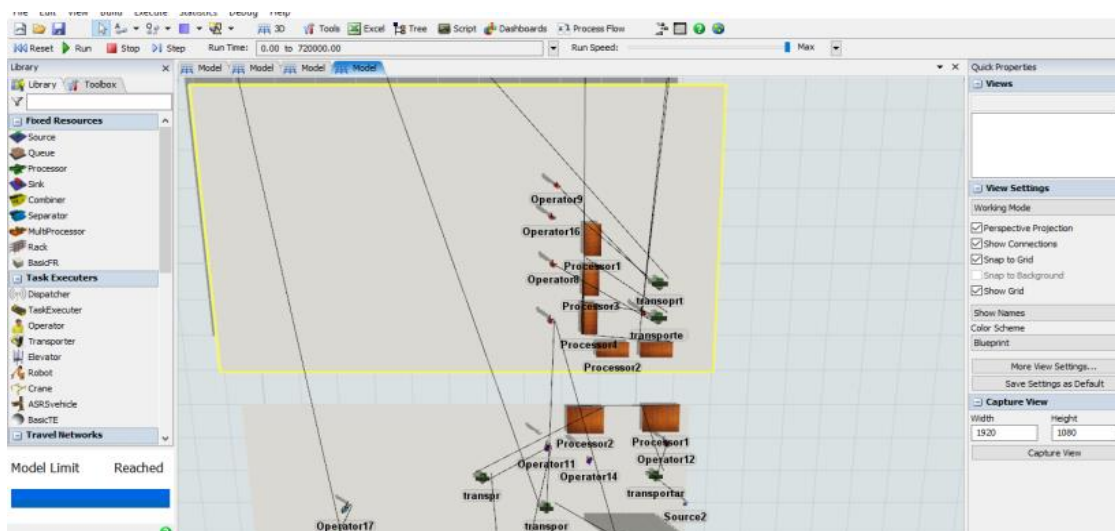 File Edit View Build Execute Statistics Debug Help
3D Tools Excel Tree Script Dashboards Process Flow
Reset Run Stop Step Run Time: 0.00 to 720000.00 Run Speed: Max
Library
Library Toolbox
Fixed Resources
Source
Queue
Processor
Sink
Combiner
Separator
MultiProcessor
Rack
BasicFR
Task Executers
Dispatcher
TaskExecuter
Operator
Transporter
Elevator
Robot
Crane
ASRSvehicle
BasicTE
Travel Networks
Model Limit Reached
Model Model Model Model
Operator9
Operator16
Processor1
Operator8
transoprt
Processor3
transporte
Processor4
Processor2
Processor2 Processor1
Operator11 Operator12
Operator14
transpr transportar
Source2
Operator17 transpor
Quick Properties
Views
View Settings
Working Mode
Perspective Projection
Show Connections
Snap to Grid
Snap to Background
Show Grid
Show Names
Color Scheme
Blueprint
More View Settings...
Save Settings as Default
Capture View
Width Height
1920 1080
Capture View